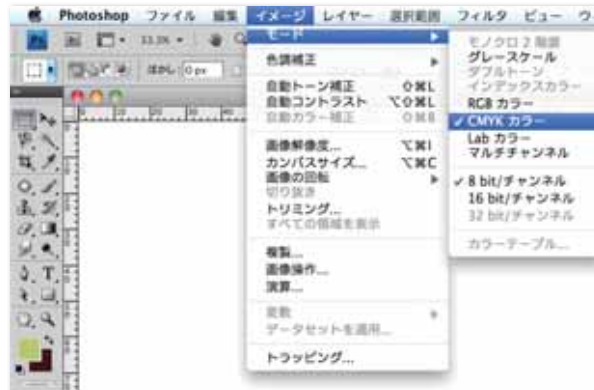 Photoshop ファイル 編集 イメージ レイヤー 選択範囲 フィルタ ビュー ウ
33.3%
ぼかし: 0 px
モード
色調補正
自動トーン補正 ⇧⌘L
自動コントラスト ⌥⇧⌘L
自動カラー補正 ⇧⌘B
画像解像度... ⌥⌘I
カンバスサイズ... ⌥⌘C
画像の回転
切り抜き
トリミング...
すべての領域を表示
複製...
画像操作...
演算...
変数
データセットを適用...
トラッピング...
モノクロ 2 階調
グレースケール
ダブルトーン
インデックスカラー
RGB カラー
✓ CMYK カラー
Lab カラー
マルチチャンネル
✓ 8 bit/チャンネル
16 bit/チャンネル
32 bit/チャンネル
カラーテーブル...